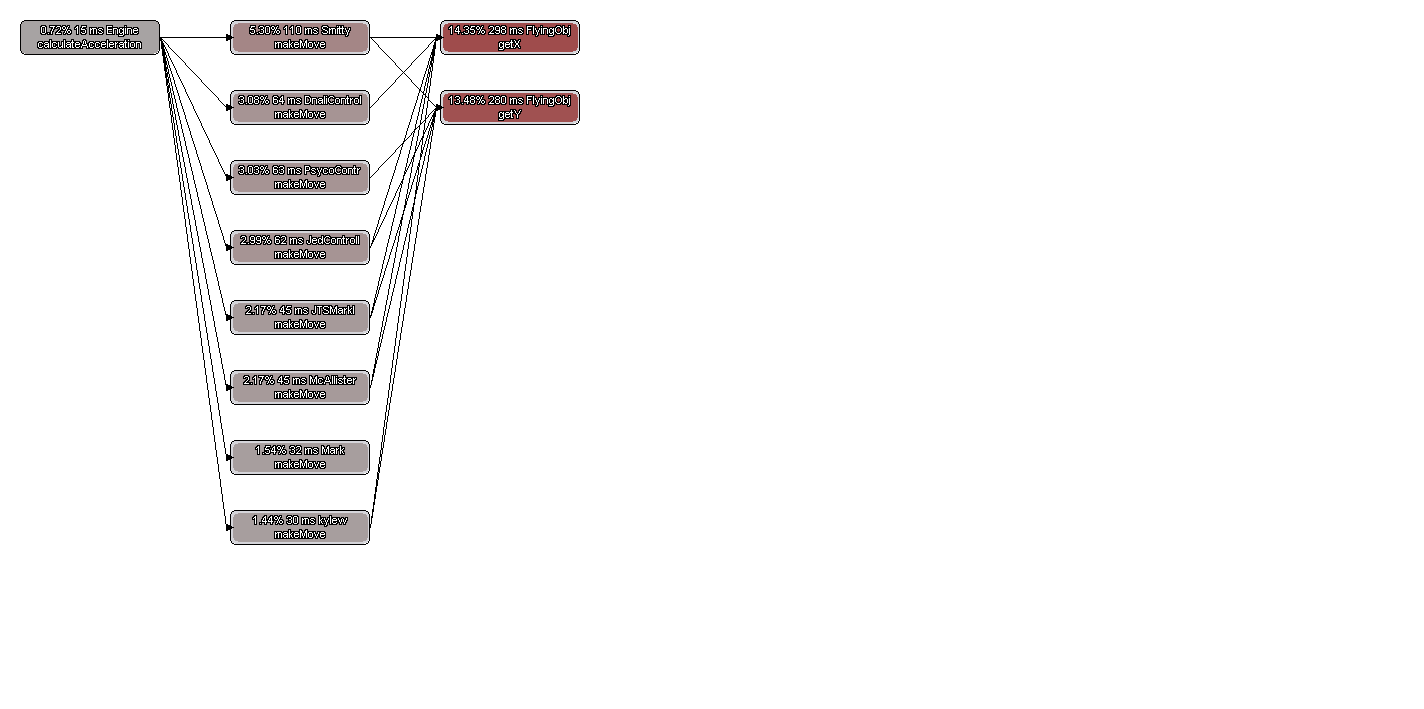 0.72% 15 ms Engine
calculateAcceleration
5.30% 110 ms Smitty
makeMove
14.35% 298 ms FlyingObj
getX
3.08% 64 ms DnaliControl
makeMove
13.48% 280 ms FlyingObj
getY
3.03% 63 ms PsycoContr
makeMove
2.99% 62 ms JedControll
makeMove
2.17% 45 ms JTSMarkI
makeMove
2.17% 45 ms McAllister
makeMove
1.54% 32 ms Mark
makeMove
1.44% 30 ms kylew
makeMove